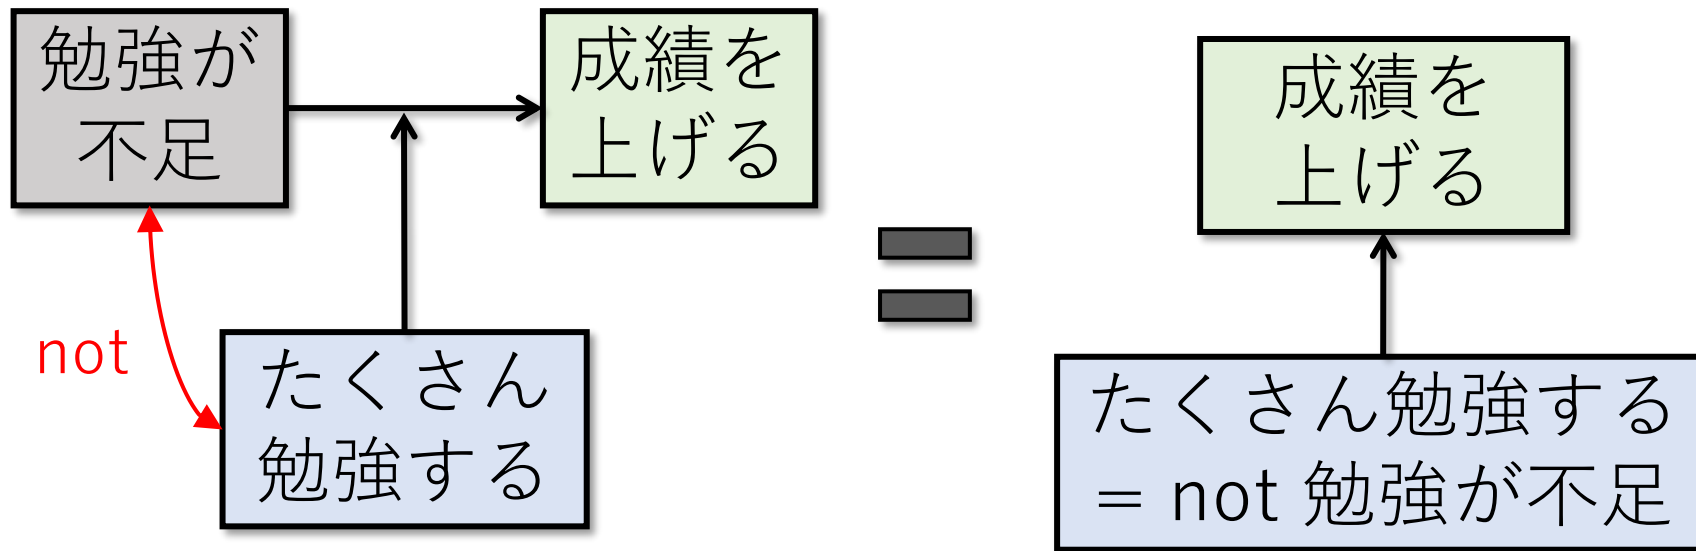 勉強が
不足
成績を
上げる
not
たくさん
勉強する
成績を
上げる
たくさん勉強する
= not 勉強が不足